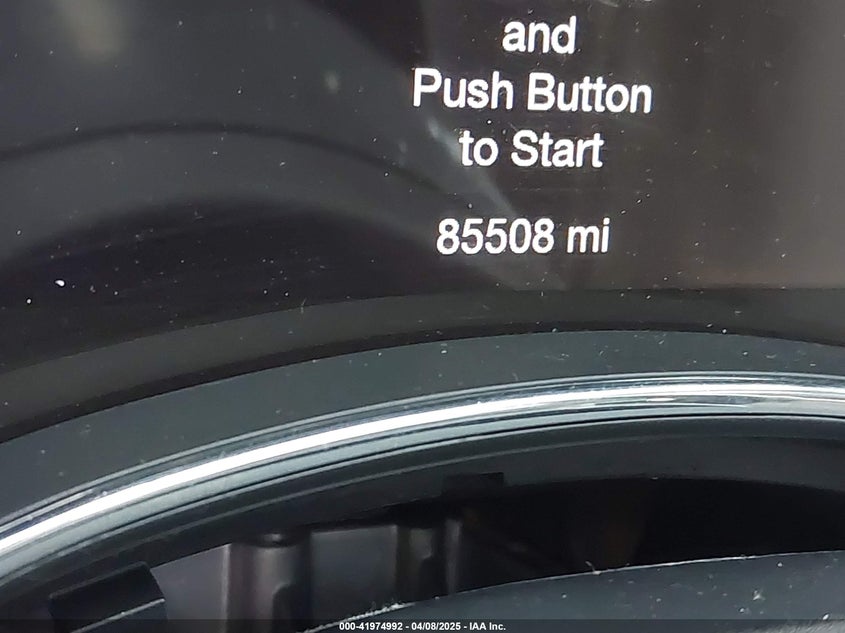 and
Push Button
to Start
85508 mi
000-41974992 - 04/08/2025 - IAA Inc.